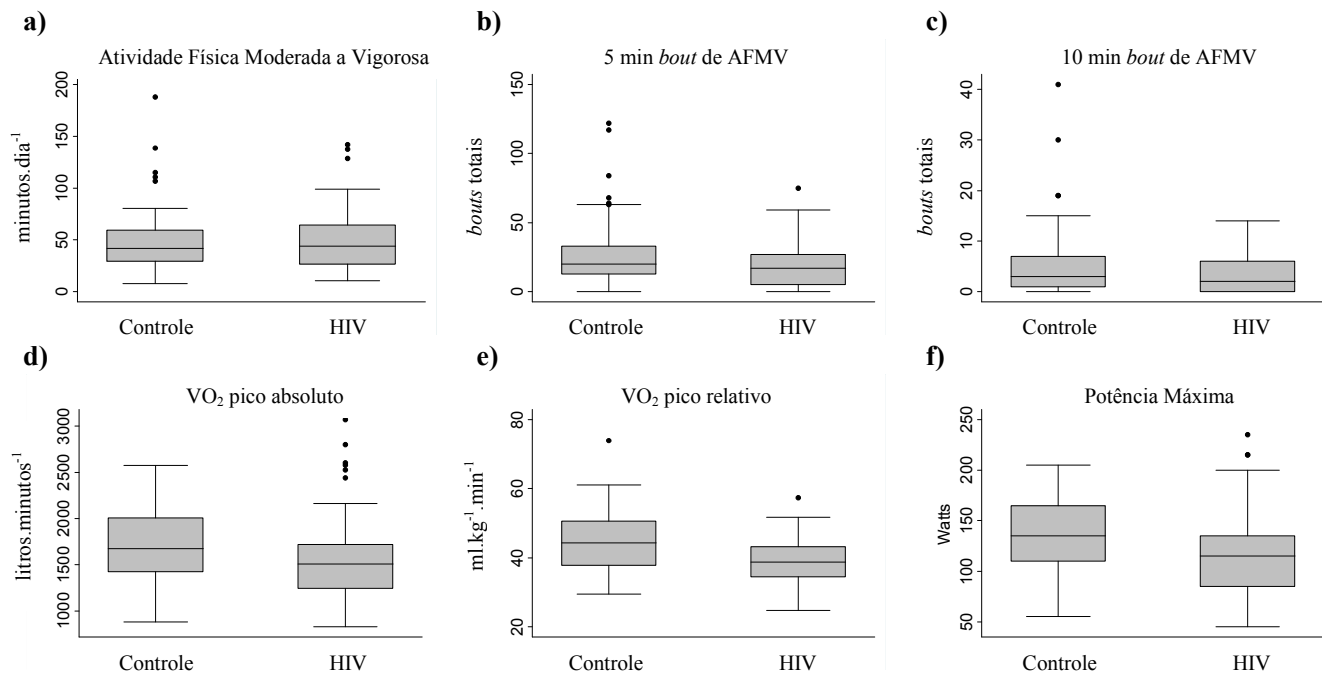 a)
Atividade Física Moderada a Vigorosa
minutos.dia⁻¹
0 50 100 150 200
Controle HIV
b)
5 min bout de AFMV
bouts totais
0 50 100 150
Controle HIV
c)
10 min bout de AFMV
bouts totais
0 10 20 30 40
Controle HIV
d)
VO₂ pico absoluto
litros.minutos⁻¹
1000 1500 2000 2500 3000
Controle HIV
e)
VO₂ pico relativo
ml.kg⁻¹.min⁻¹
20 40 60 80
Controle HIV
f)
Potência Máxima
Watts
50 100 150 200 250
Controle HIV